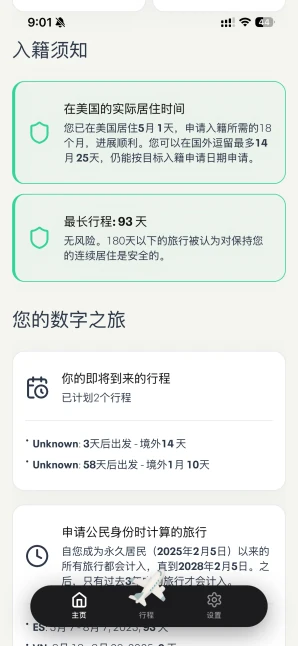 9:01
44
入籍须知
在美国的实际居住时间
您已在美国居住5月1天，申请入籍所需的18
个月，进展顺利。您可以在国外逗留最多14
月25天，仍能按目标入籍申请日期申请。
最长行程: 93 天
无风险。180天以下的旅行被认为对保持您
的连续居住是安全的。
您的数字之旅
你的即将到来的行程
已计划2个行程
* Unknown: 3天后出发 - 境外14 天
* Unknown: 58天后出发 - 境外1月 10天
申请公民身份时计算的旅行
自您成为永久居民（2025年2月5日）以来的
所有旅行都会计入，直到2028年2月5日。之
后，只有过去3年 旅行才会计入。
主页
行程
设置